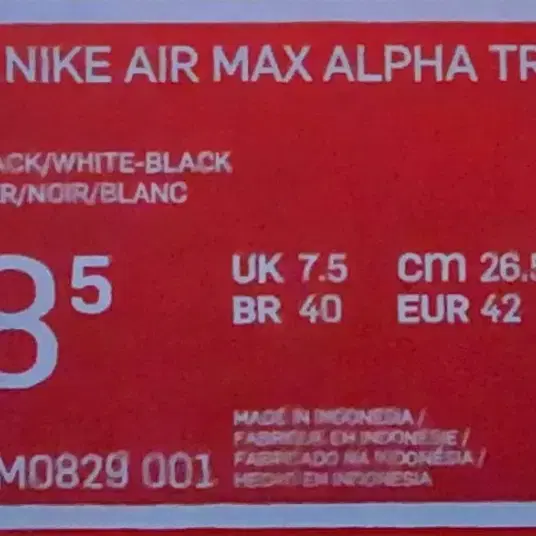 NIKE AIR MAX ALPHA TR
ACK/WHITE-BLACK
R/NOIR/BLANC
8 5
UK 7.5 cm 26.5
BR 40 EUR 42
MADE IN INDONESIA /
FABRIQUE EN INDONESIE /
FABRICADO NA INDONÉSIA /
HECHO EN INDONESIA
M0829 001